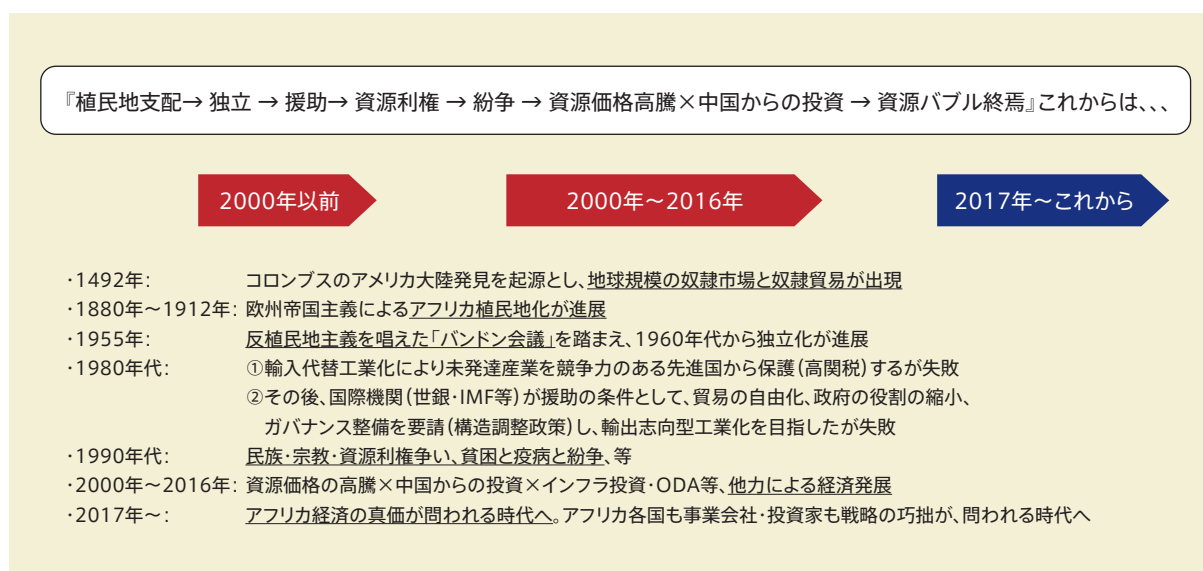 『植民地支配→ 独立 → 援助→ 資源利権 → 紛争 → 資源価格高騰×中国からの投資 → 資源バブル終焉』これからは、、、
2000年以前
2000年～2016年
2017年～これから
・1492年： コロンブスのアメリカ大陸発見を起源とし、地球規模の奴隷市場と奴隷貿易が出現
・1880年～1912年： 欧州帝国主義によるアフリカ植民地化が進展
・1955年： 反植民地主義を唱えた「バンドン会議」を踏まえ、1960年代から独立化が進展
・1980年代： ①輸入代替工業化により未発達産業を競争力のある先進国から保護（高関税）するが失敗
②その後、国際機関（世銀・IMF等）が援助の条件として、貿易の自由化、政府の役割の縮小、
ガバナンス整備を要請（構造調整政策）し、輸出志向型工業化を目指したが失敗
・1990年代： 民族・宗教・資源利権争い、貧困と疫病と紛争、等
・2000年～2016年： 資源価格の高騰×中国からの投資×インフラ投資・ODA等、他力による経済発展
・2017年～： アフリカ経済の真価が問われる時代へ。アフリカ各国も事業会社・投資家も戦略の巧拙が、問われる時代へ